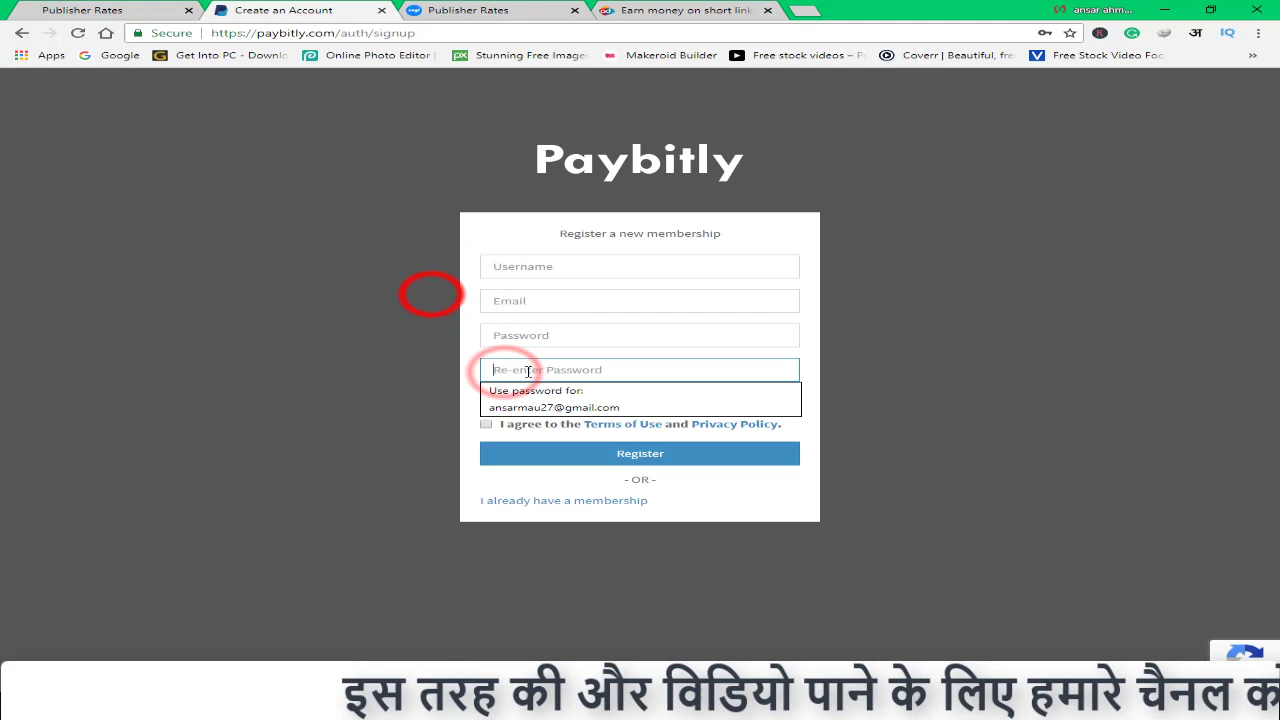 Publisher Rates
Create an Account
Publisher Rates
Earn money on short link
ansar ahm...
Secure
https://paybitly.com/auth/signup
अ
IQ
Apps
Google
Get Into PC - Downlo
Online Photo Editor |
Stunning Free Image
Makeroid Builder
Free stock videos – P
Coverr | Beautiful, fre
Free Stock Video Foo
Paybitly
Register a new membership
Username
Email
Password
Re-enter Password
Use password for:
ansarmau27@gmail.com
I agree to the Terms of Use and Privacy Policy.
Register
- OR -
I already have a membership
इस तरह की और विडियो पाने के लिए हमारे चैनल